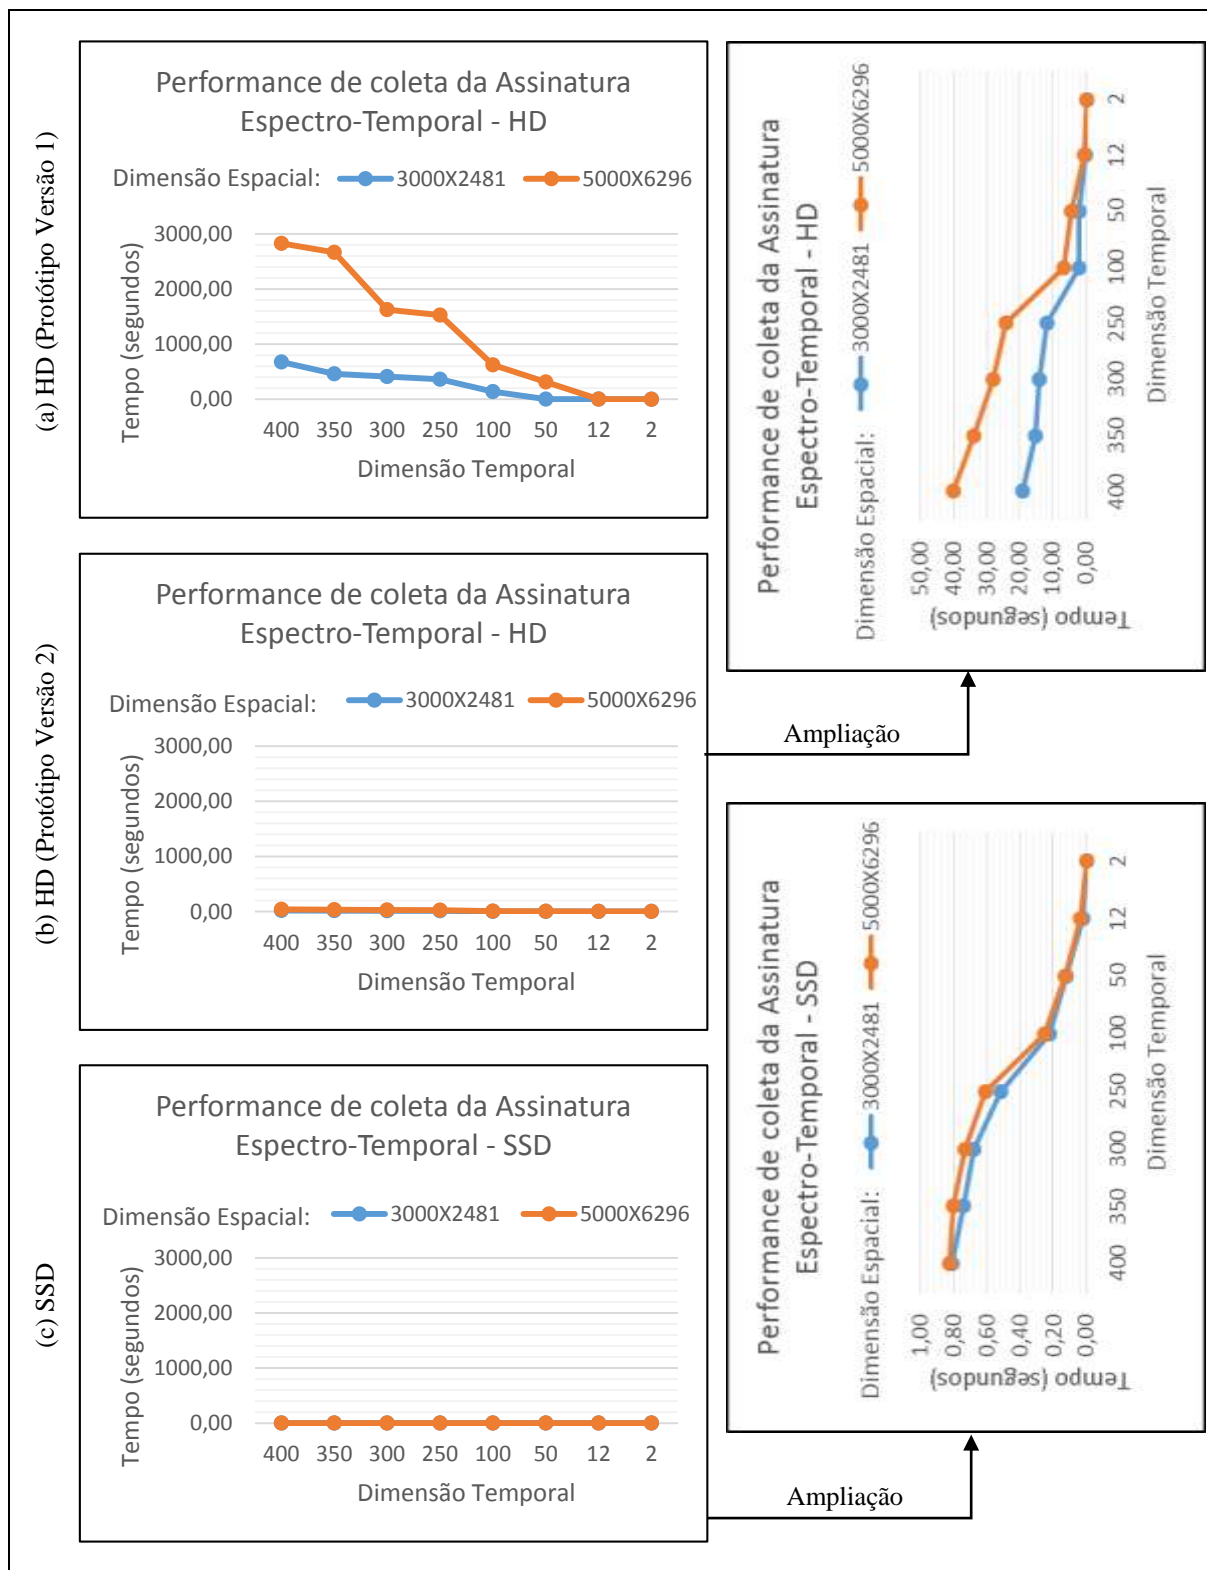 (a) HD (Protótipo Versão 1)
Performance de coleta da Assinatura
Espectro-Temporal - HD
Dimensão Espacial: 3000X2481 5000X6296
Tempo (segundos)
3000,00
2000,00
1000,00
0,00
400 350 300 250 100 50 12 2
Dimensão Temporal
Performance de coleta da Assinatura
Espectro-Temporal - HD
Dimensão Espacial: 3000X2481 5000X6296
Tempo (segundos)
50,00
40,00
30,00
20,00
10,00
0,00
400 350 300 250 100 50 12 2
Dimensão Temporal
(b) HD (Protótipo Versão 2)
Performance de coleta da Assinatura
Espectro-Temporal - HD
Dimensão Espacial: 3000X2481 5000X6296
Tempo (segundos)
3000,00
2000,00
1000,00
0,00
400 350 300 250 100 50 12 2
Dimensão Temporal
Ampliação
(c) SSD
Performance de coleta da Assinatura
Espectro-Temporal - SSD
Dimensão Espacial: 3000X2481 5000X6296
Tempo (segundos)
3000,00
2000,00
1000,00
0,00
400 350 300 250 100 50 12 2
Dimensão Temporal
Performance de coleta da Assinatura
Espectro-Temporal - SSD
Dimensão Espacial: 3000X2481 5000X6296
Tempo (segundos)
1,00
0,80
0,60
0,40
0,20
0,00
400 350 300 250 100 50 12 2
Dimensão Temporal
Ampliação